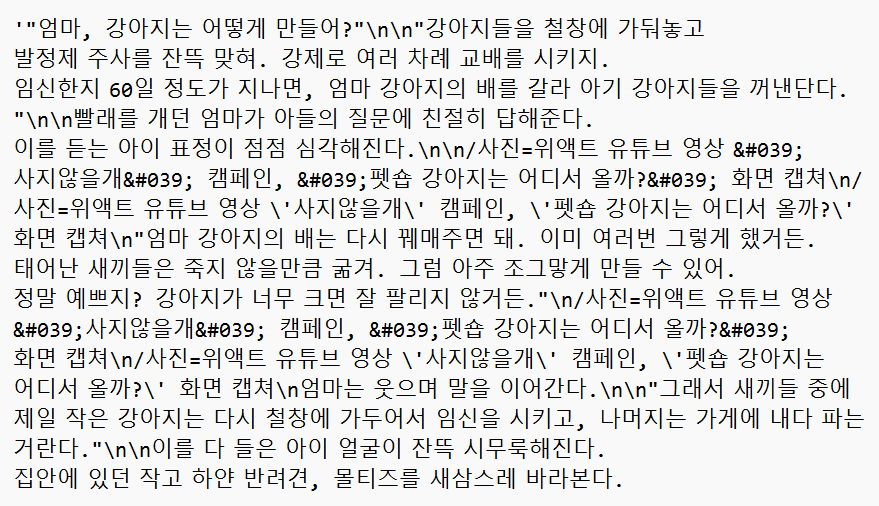 '"엄마, 강아지는 어떻게 만들어?"\n\n"강아지들을 철창에 가둬놓고
발정제 주사를 잔뜩 맞혀. 강제로 여러 차례 교배를 시키지.
임신한지 60일 정도가 지나면, 엄마 강아지의 배를 갈라 아기 강아지들을 꺼낸단다.
"\n\n빨래를 개던 엄마가 아들의 질문에 친절히 답해준다.
이를 듣는 아이 표정이 점점 심각해진다.\n\n/사진=위액트 유튜브 영상 &#039;
사지않을개&#039; 캠페인, &#039;펫숍 강아지는 어디서 올까?&#039; 화면 캡쳐\n/
사진=위액트 유튜브 영상 \'사지않을개\' 캠페인, \'펫숍 강아지는 어디서 올까?\'
화면 캡쳐\n"엄마 강아지의 배는 다시 꿰매주면 돼. 이미 여러번 그렇게 했거든.
태어난 새끼들은 죽지 않을만큼 굶겨. 그럼 아주 조그맣게 만들 수 있어.
정말 예쁘지? 강아지가 너무 크면 잘 팔리지 않거든."\n/사진=위액트 유튜브 영상
&#039;사지않을개&#039; 캠페인, &#039;펫숍 강아지는 어디서 올까?&#039;
화면 캡쳐\n/사진=위액트 유튜브 영상 \'사지않을개\' 캠페인, \'펫숍 강아지는
어디서 올까?\' 화면 캡쳐\n엄마는 웃으며 말을 이어간다.\n\n"그래서 새끼들 중에
제일 작은 강아지는 다시 철창에 가두어서 임신을 시키고, 나머지는 가게에 내다 파는
거란다."\n\n이를 다 들은 아이 얼굴이 잔뜩 시무룩해진다.
집안에 있던 작고 하얀 반려견, 몰티즈를 새삼스레 바라본다.